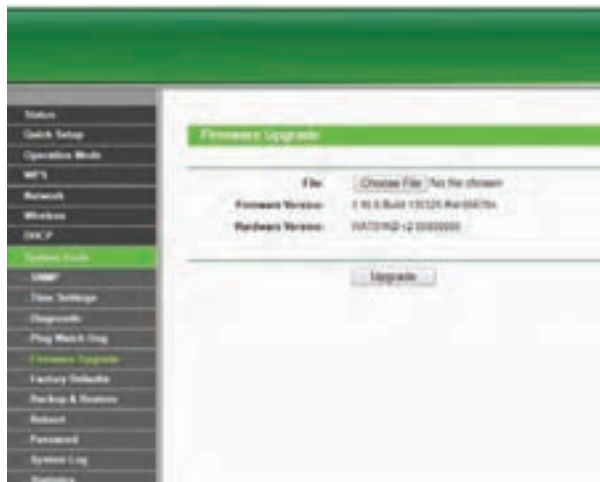 Status
Quick Setup
Operation Mode
WPS
Network
Wireless
DHCP
System Tools
SNMP
Time Settings
Diagnostic
Ping Watch Dog
Firmware Upgrade
Factory Defaults
Backup & Restore
Reboot
Password
System Log
Statistics
Firmware Upgrade
File: Choose File No file chosen
Firmware Version:
Hardware Version:
Upgrade